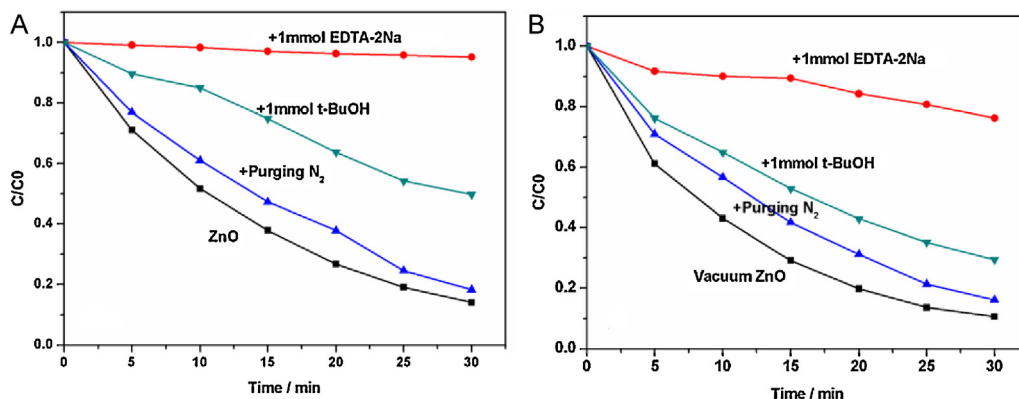 A
+1mmol EDTA-2Na
+1mmol t-BuOH
+Purging N2
ZnO
C/C0
1.0
0.8
0.6
0.4
0.2
0.0
0 5 10 15 20 25 30
Time / min
B
+1mmol EDTA-2Na
+1mmol t-BuOH
+Purging N2
Vacuum ZnO
C/C0
1.0
0.8
0.6
0.4
0.2
0.0
0 5 10 15 20 25 30
Time / min